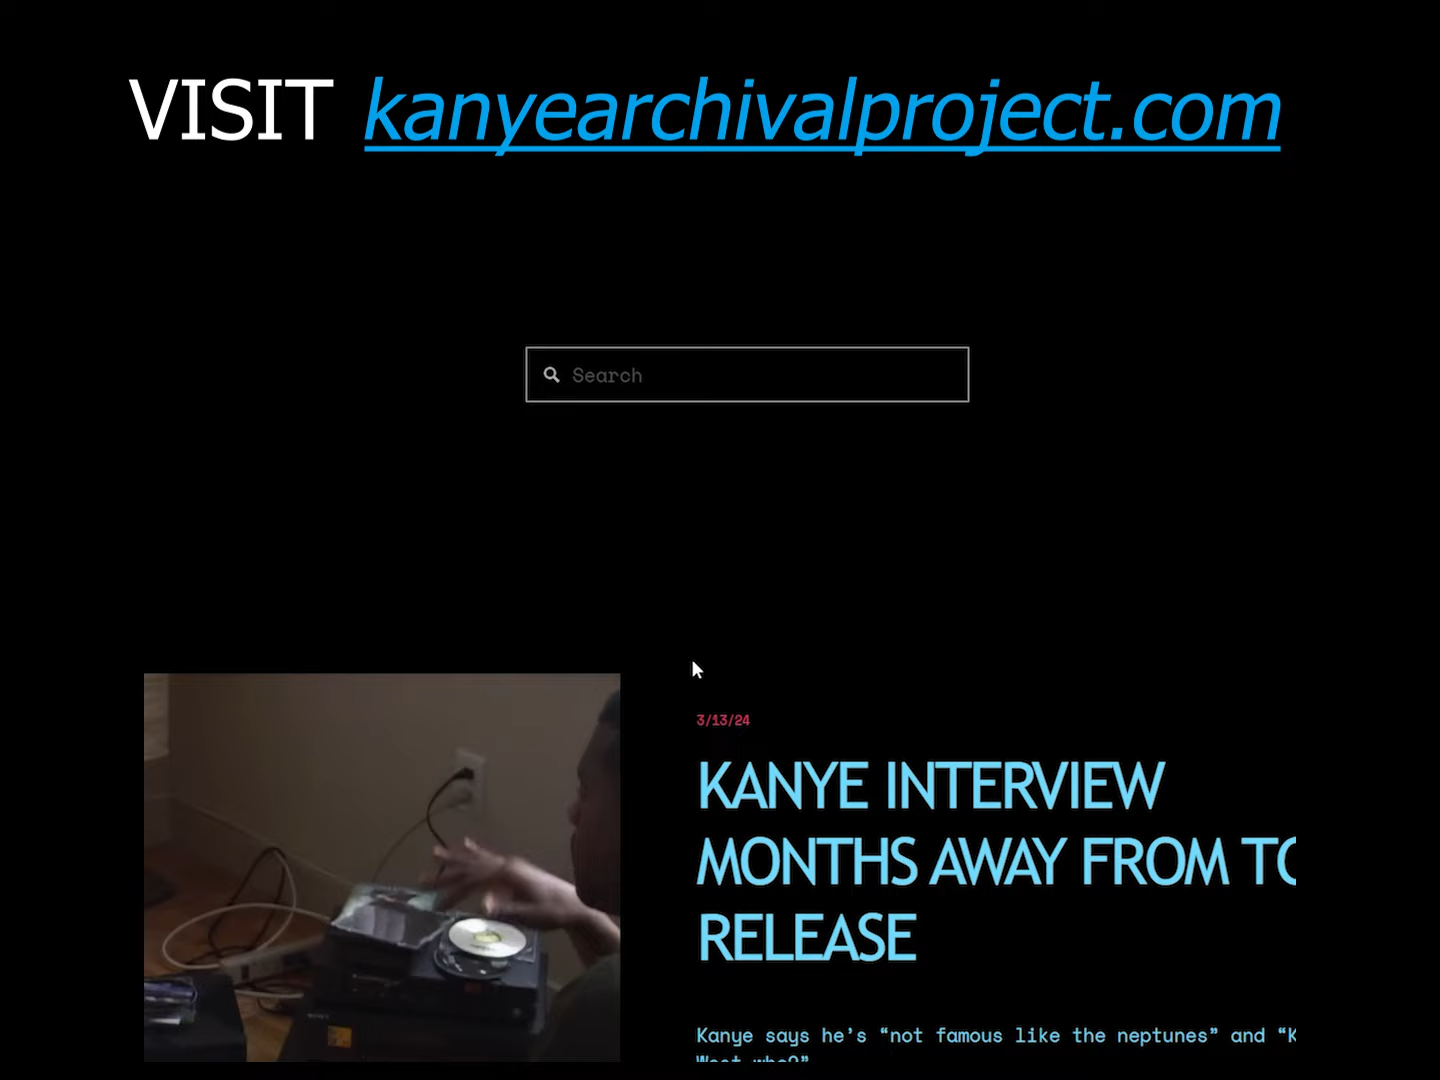 VISIT kanyearchivalproject.com
Search
3/13/24
KANYE INTERVIEW
MONTHS AWAY FROM
RELEASE
Kanye says he's “not famous like the neptunes” and